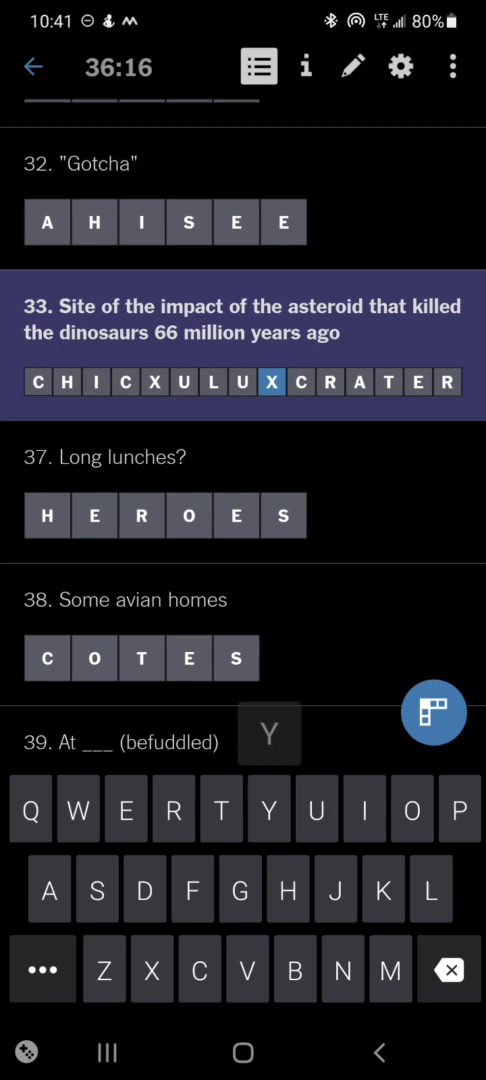 10:41 LTE 80%
36:16
32. "Gotcha"
A H I S E E
33. Site of the impact of the asteroid that killed
the dinosaurs 66 million years ago
C H I C X U L U X C R A T E R
37. Long lunches?
H E R O E S
38. Some avian homes
C O T E S
39. At ___ (befuddled)
Y
Q W E R T Y U I O P
A S D F G H J K L
Z X C V B N M